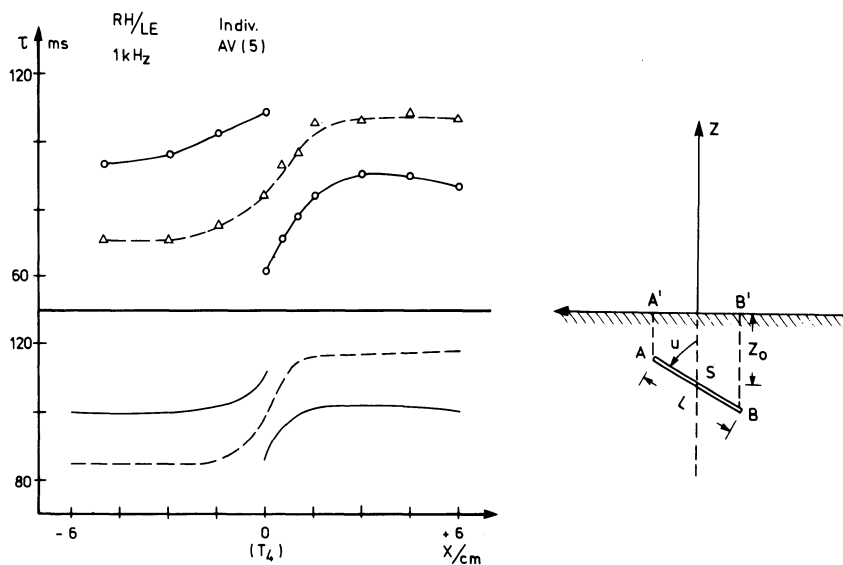 RH/LE Indiv.
1kHz AV (5)
τ ms
120
60
120
80
-6 0 +6
(T4) X/cm
Z
A' B'
A u S Z0
L B